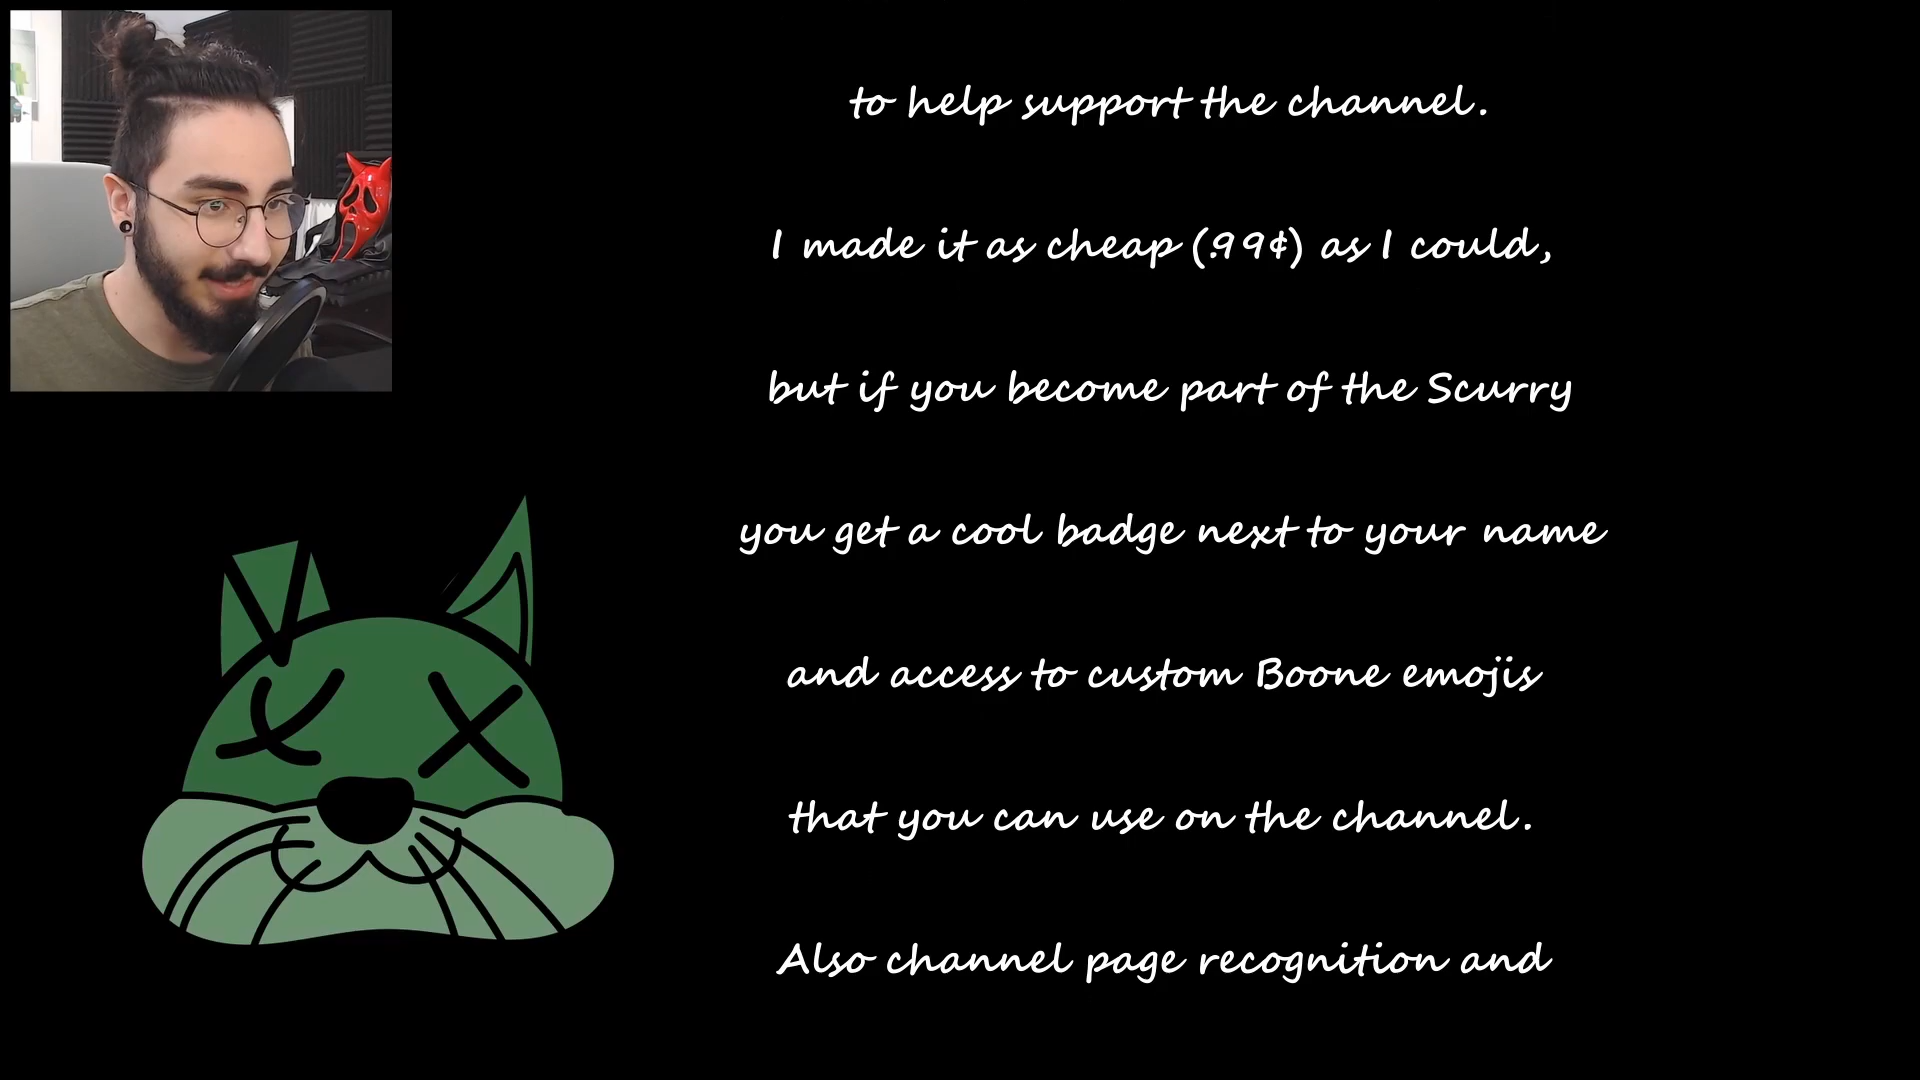 to help support the channel.
I made it as cheap (.99¢) as I could,
but if you become part of the Scurry
you get a cool badge next to your name
and access to custom Boone emojis
that you can use on the channel.
Also channel page recognition and